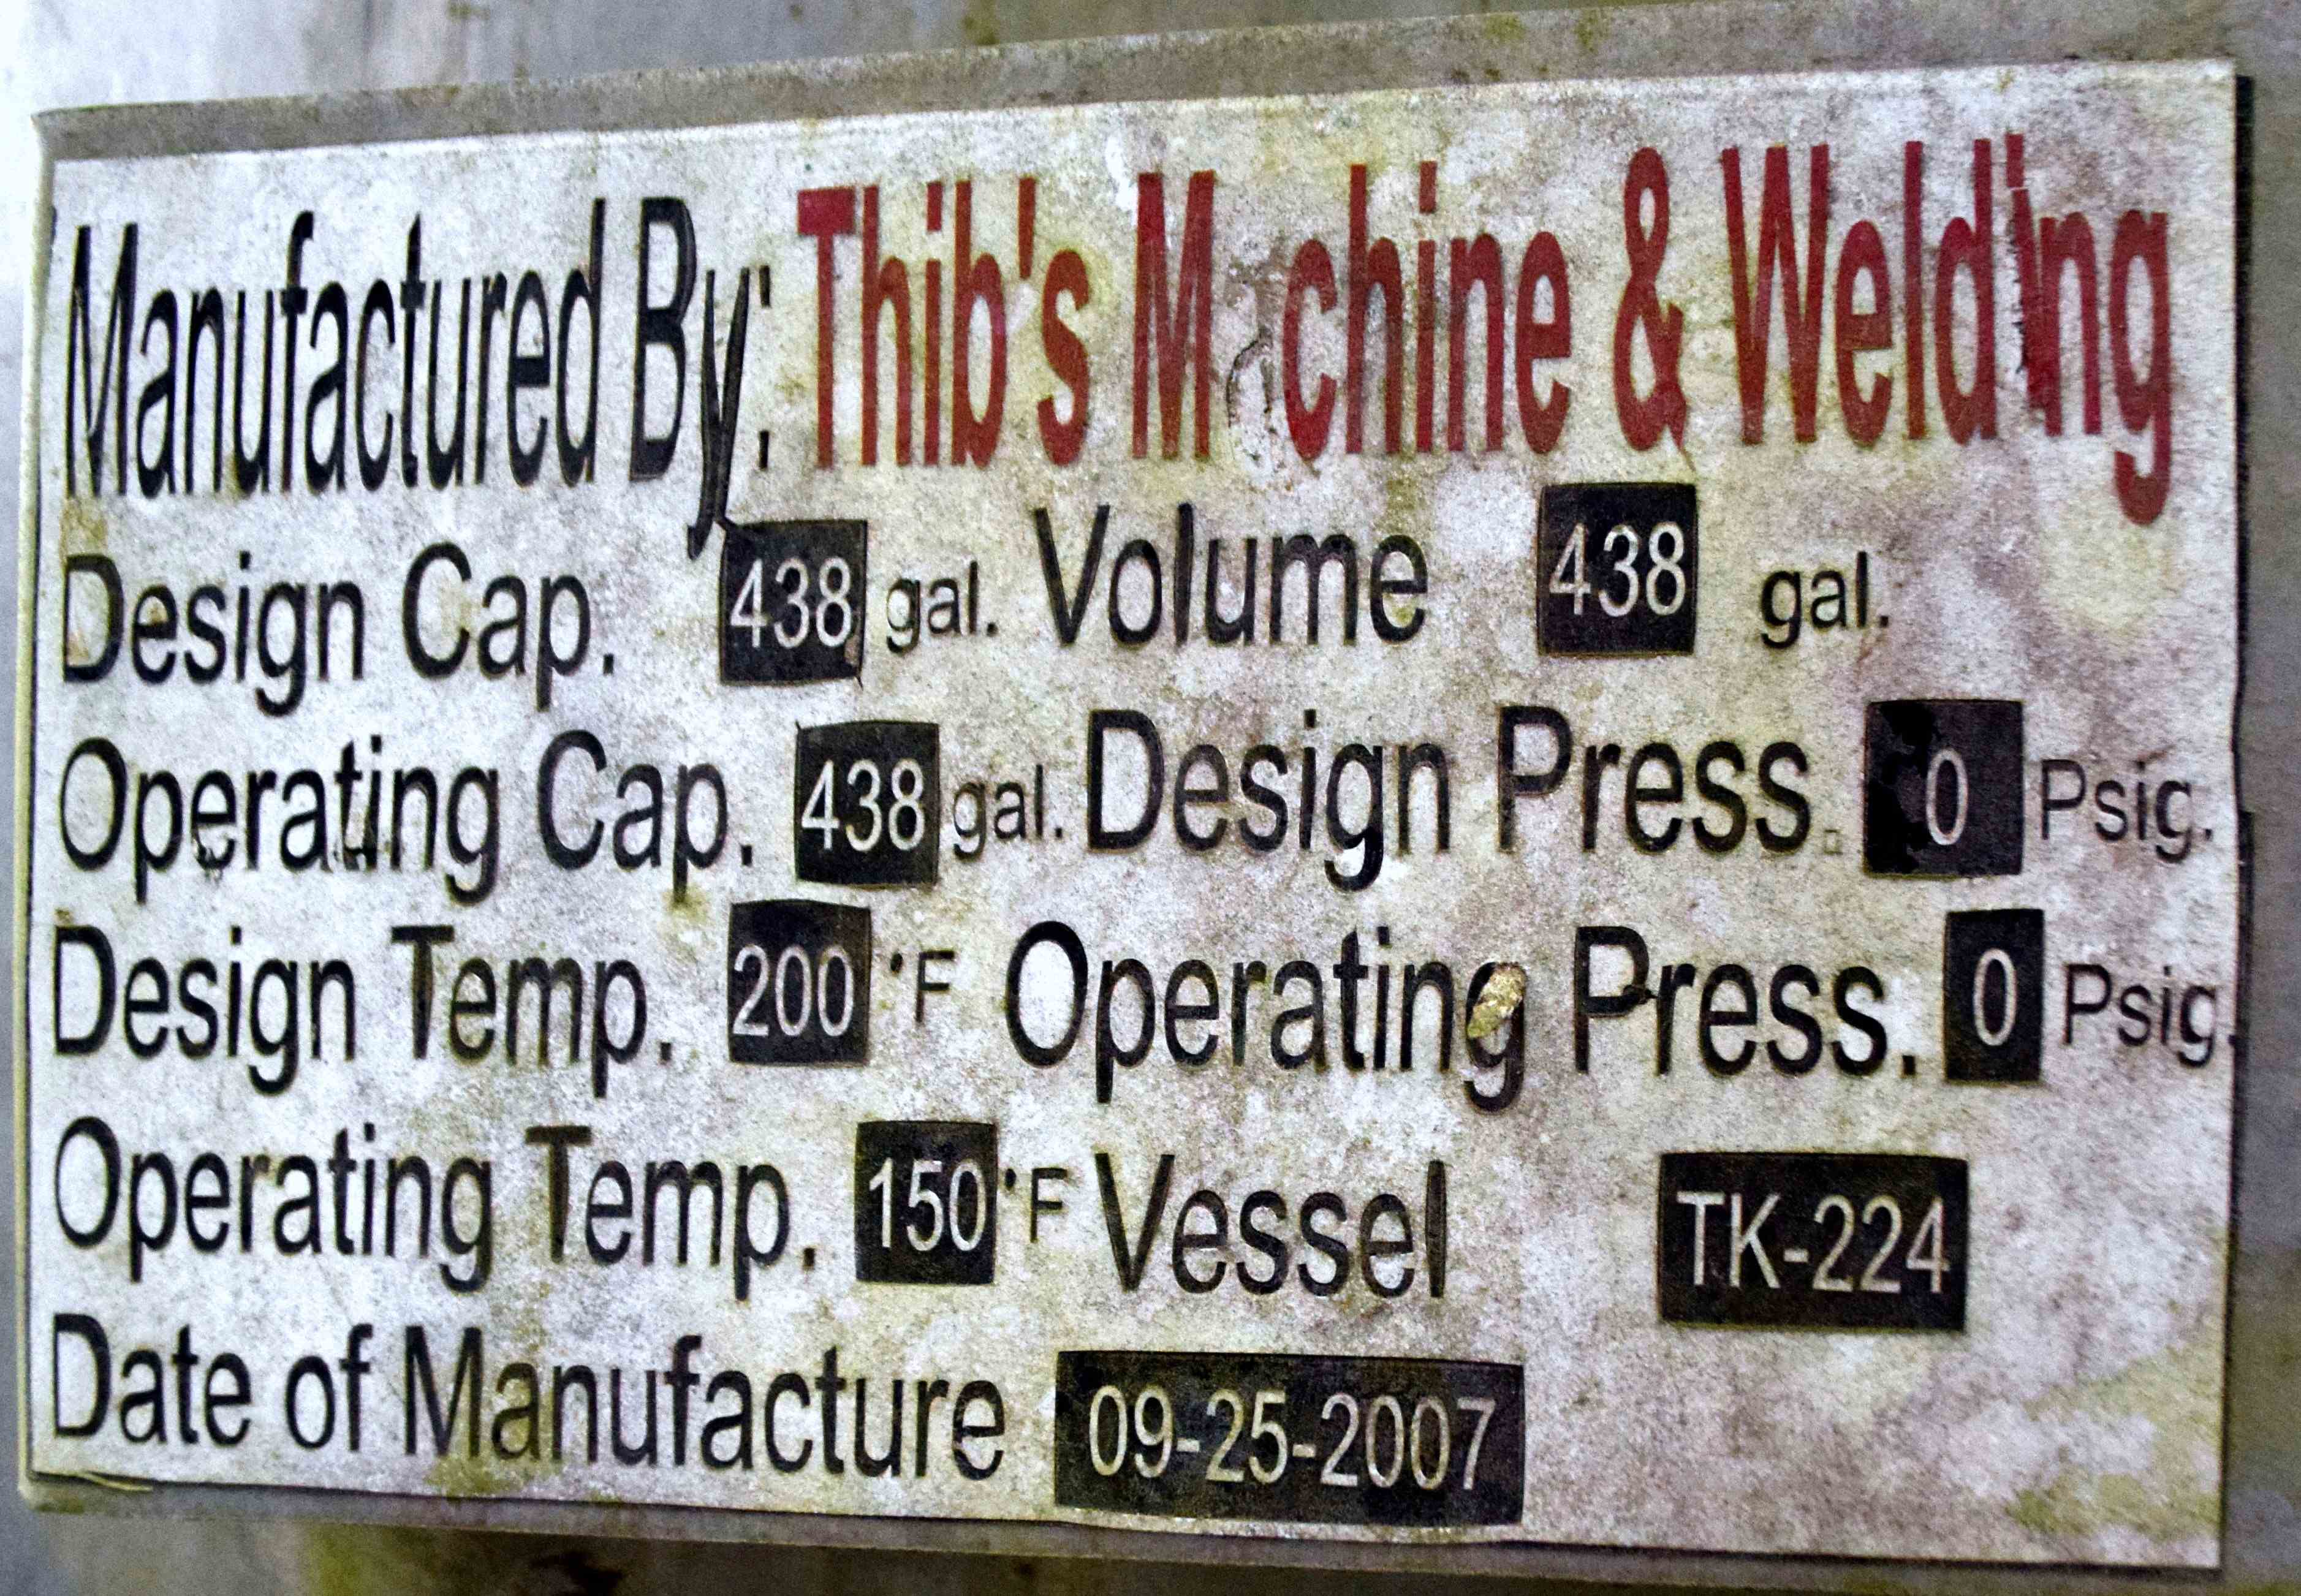 Manufactured By: Thib's Machine & Welding
Design Cap. 438 gal. Volume 438 gal.
Operating Cap. 438 gal. Design Press. 0 Psig.
Design Temp. 200 °F Operating Press. 0 Psig.
Operating Temp. 150 °F Vessel TK-224
Date of Manufacture 09-25-2007